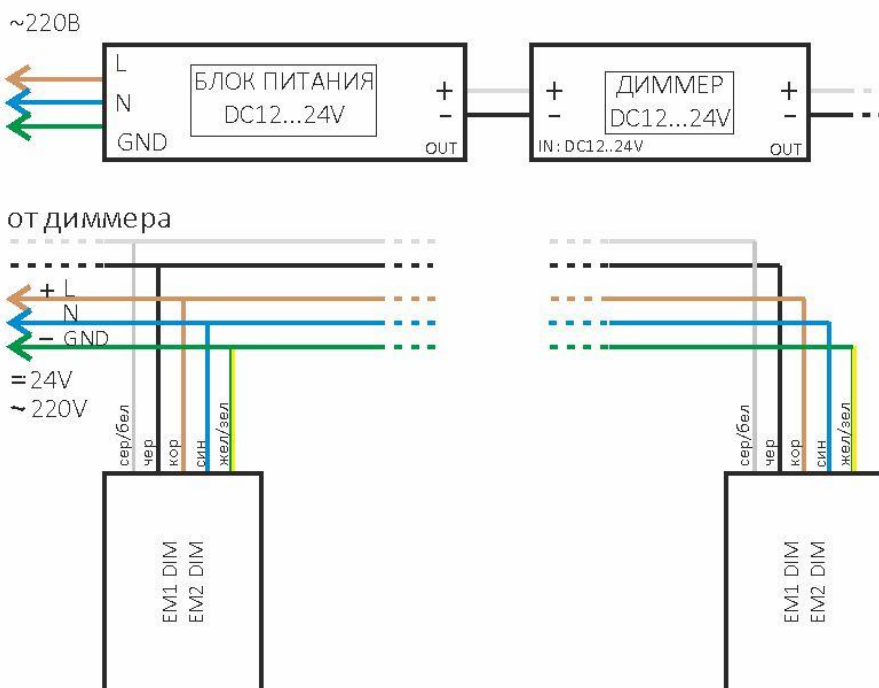 ~220В
L
N
GND
БЛОК ПИТАНИЯ
DC12...24V
+
-
OUT
+
-
IN: DC12..24V
ДИММЕР
DC12...24V
+
-
OUT
от диммера
+ L
N
- GND
=24V
~220V
сер/бел
чер
кор
син
жел/зел
EM1 DIM
EM2 DIM
сер/бел
чер
кор
син
жел/зел
EM1 DIM
EM2 DIM